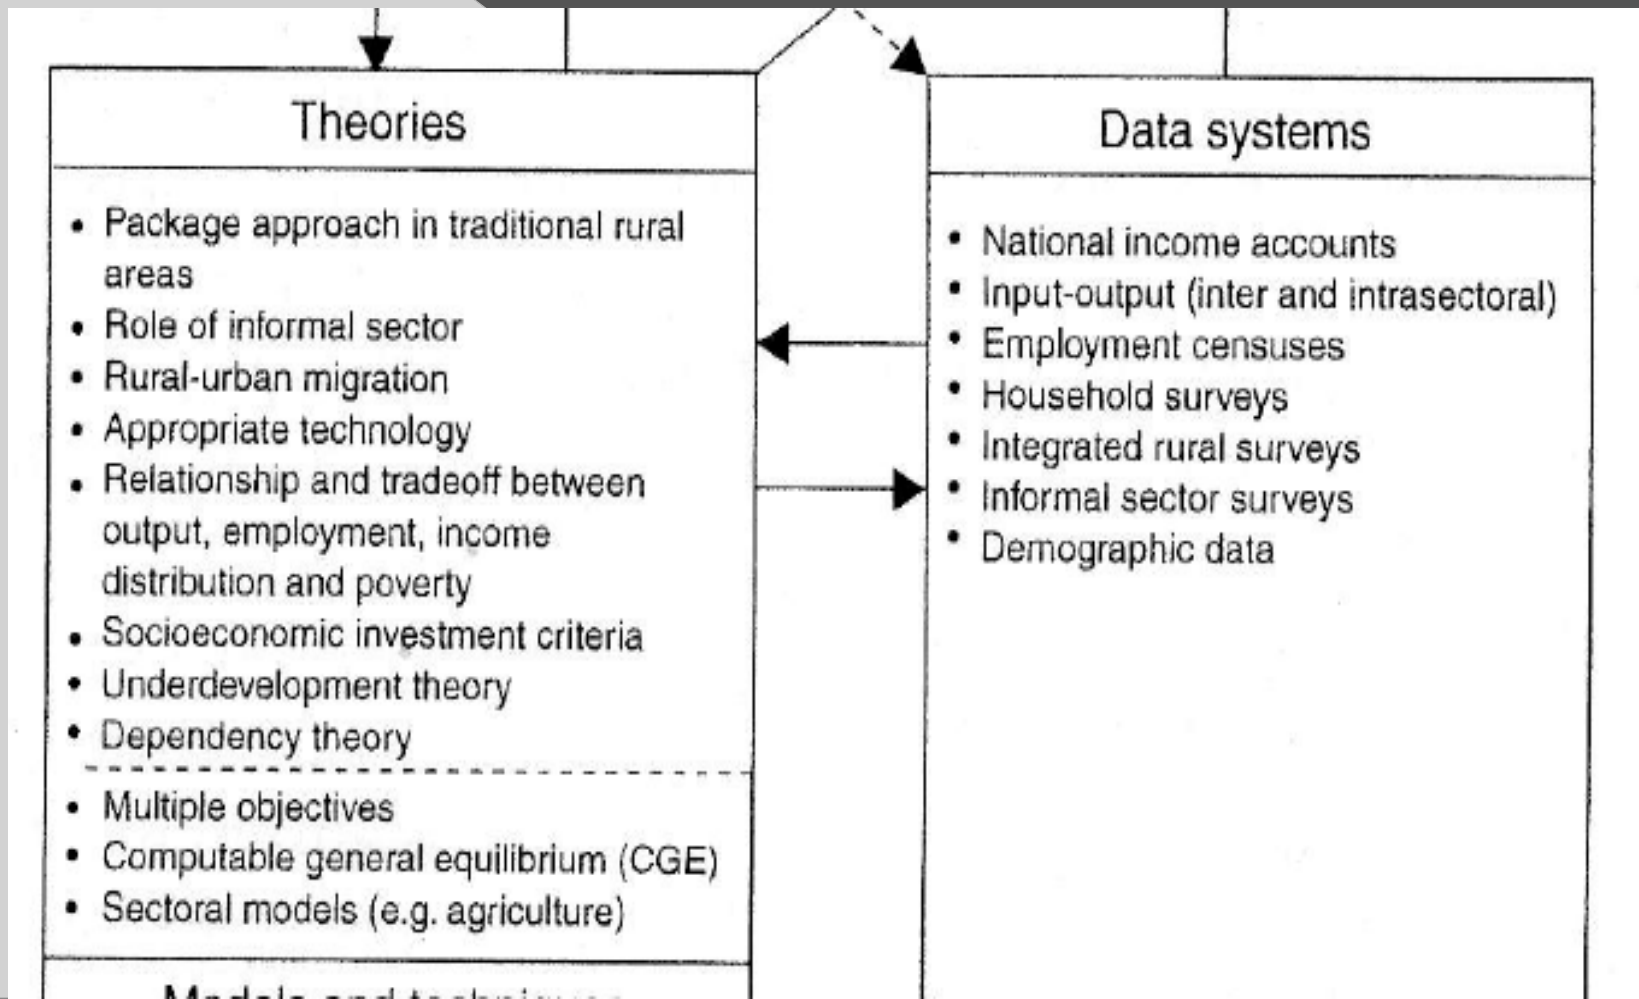 Theories
• Package approach in traditional rural
areas
• Role of informal sector
• Rural-urban migration
• Appropriate technology
• Relationship and tradeoff between
output, employment, income
distribution and poverty
• Socioeconomic investment criteria
• Underdevelopment theory
• Dependency theory
• Multiple objectives
• Computable general equilibrium (CGE)
• Sectoral models (e.g. agriculture)
Models and techniques
Data systems
• National income accounts
• Input-output (inter and intrasectoral)
• Employment censuses
• Household surveys
• Integrated rural surveys
• Informal sector surveys
• Demographic data